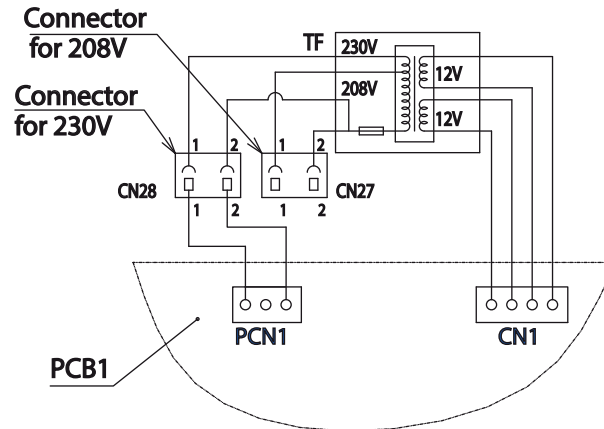 Connector
for 208V
TF
230V
12V
208V
12V
Connector
for 230V
1
2
1
2
CN28
CN27
1
2
1
2
PCN1
CN1
PCB1